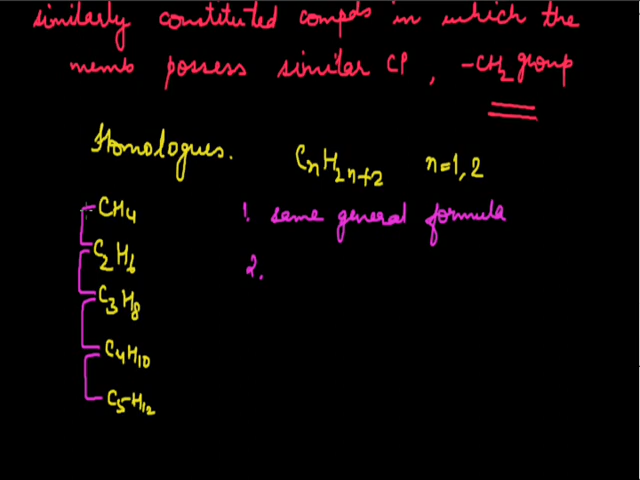 similarly constituted compds in which the
memb possess similar CP, -CH2 group
Homologues. CnH2n+2 n=1,2
CH4 1. same general formula
C2H6 2.
C3H8
C4H10
C5H12